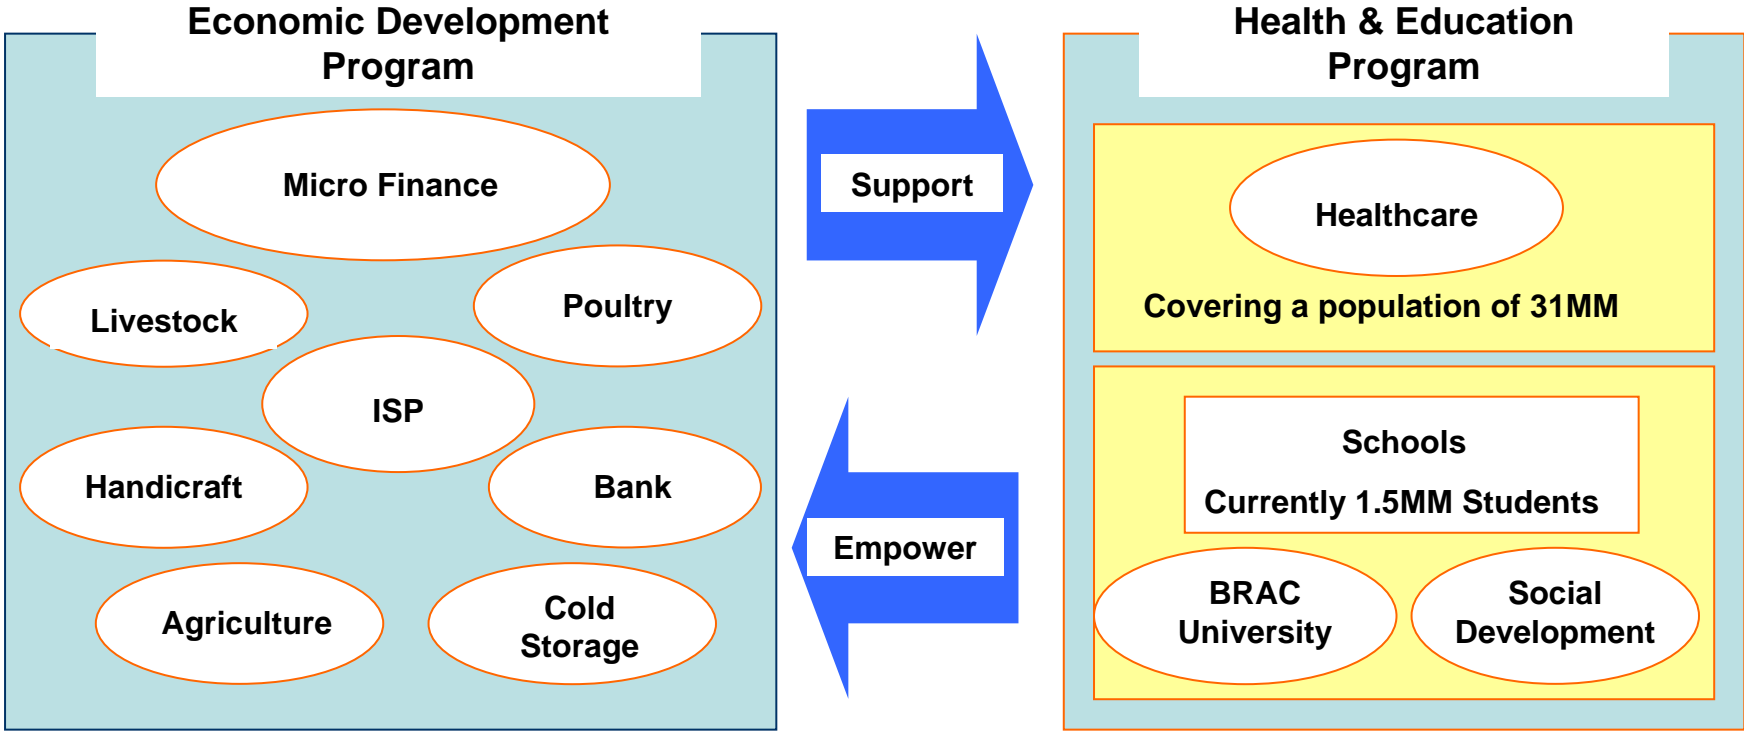 Economic Development
Program
Micro Finance
Livestock
Poultry
ISP
Handicraft
Bank
Agriculture
Cold
Storage
Support
Empower
Health & Education
Program
Healthcare
Covering a population of 31MM
Schools
Currently 1.5MM Students
BRAC
University
Social
Development